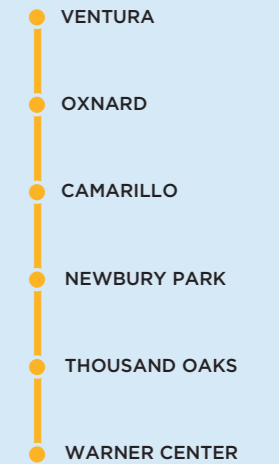 VENTURA
OXNARD
CAMARILLO
NEWBURY PARK
THOUSAND OAKS
WARNER CENTER